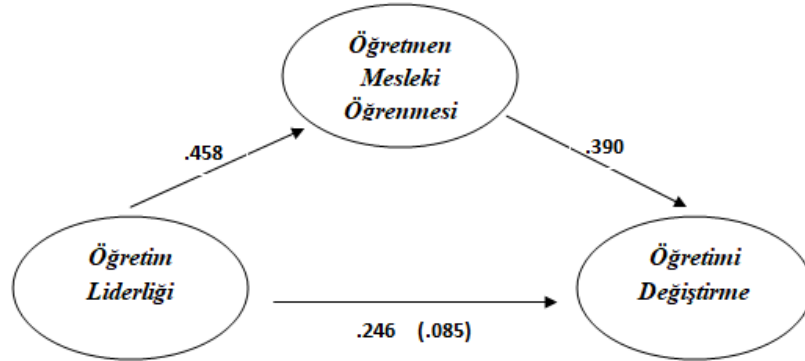 Öğretmen
Mesleki
Öğrenmesi
.458
.390
Öğretim
Liderliği
Öğretimi
Değiştirme
.246 (.085)